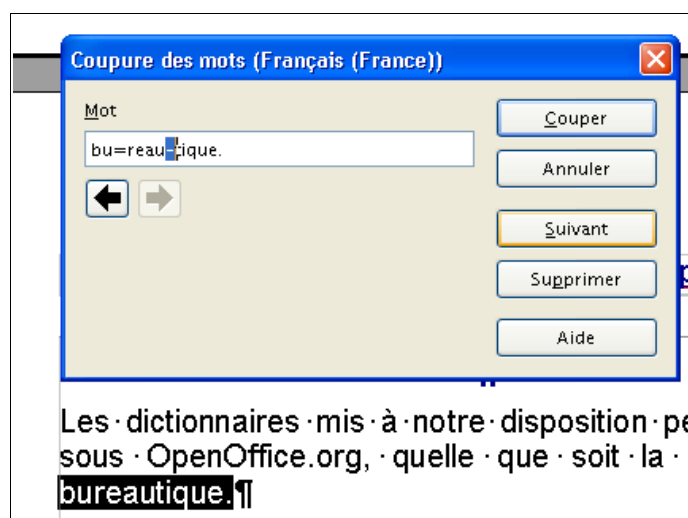 Coupure des mots (Français (France))
Mot
bu=reau-tique.
Couper
Annuler
Suivant
Supprimer
Aide
Les·dictionnaires·mis·à·notre·disposition·pe
sous · OpenOffice.org, · quelle · que · soit · la ·
bureautique.¶